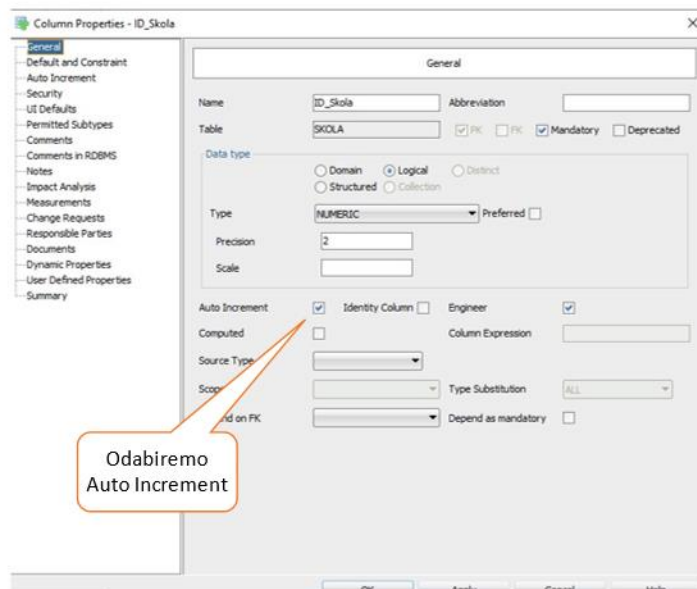 Column Properties - ID_Skola
General
Default and Constraint
Auto Increment
Security
UI Defaults
Permitted Subtypes
Comments
Comments in RDBMS
Notes
Impact Analysis
Measurements
Change Requests
Responsible Parties
Documents
Dynamic Properties
User Defined Properties
Summary
General
Name ID_Skola Abbreviation
Table SKOLA PK FK Mandatory Deprecated
Data type
Domain Logical Distinct
Structured Collection
Type NUMERIC Preferred
Precision 2
Scale
Auto Increment Identity Column Engineer
Computed Column Expression
Source Type
Type Substitution ALL
on FK Depend as mandatory
Odabiremo
Auto Increment